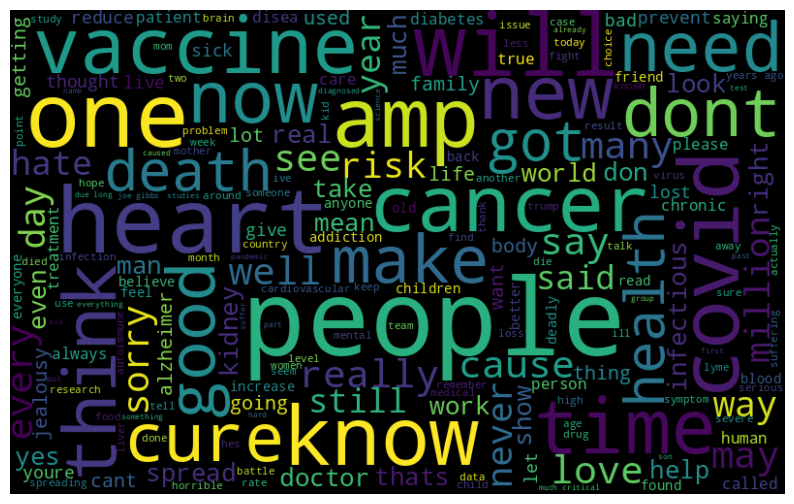 getting
study
brain
reduce
patient
disea
used
year
much
diabetes
issue
case
already
bad
prevent
saying
vaccine
will
need
mom
sick
less
today
true
fight
choice
thought
live
care
family
friend
look
years ago
one
now
amp
new
known
dont
two
diagnosed
kid
science
test
name
problem
lot
real
got
many
please
point
caused
week
hate
death
see
risk
back
result
mother
ive
life
another
world
don
virus
lost
chronic
hope
due long
joe gibbs
studies
around
someone
take
anyone
old
thank
trump
right
day
heart
cancer
covid
mean
give
addiction
find
say
talk
away
actually
past
infection
country
body
die
died
treatment
month
pandemic
well
make
said
read
million
even
man
cardiovascular
keep
want
better
deadly
infectious
health
everyone
believe
feel
children
sure
use
everything
suffer
think
good
kidney
people
loss
ill
group
suffering
first
every
aid
autoimmune
sorry
alzheimer
part
team
mental
cause
thing
person
blood
lyme
jealousy
always
put
level
women
really
seem
remember
medical
serious
research
increase
food
tell
something
going
still
work
never
show
high
symptom
time
way
may
yes
liver
cure
know
hard
age
drug
severe
human
done
hes
youre
battle
data
let
son
love
help
cant
spread
doctor
thats
found
called
spreading
horrible
rate
child
much critical